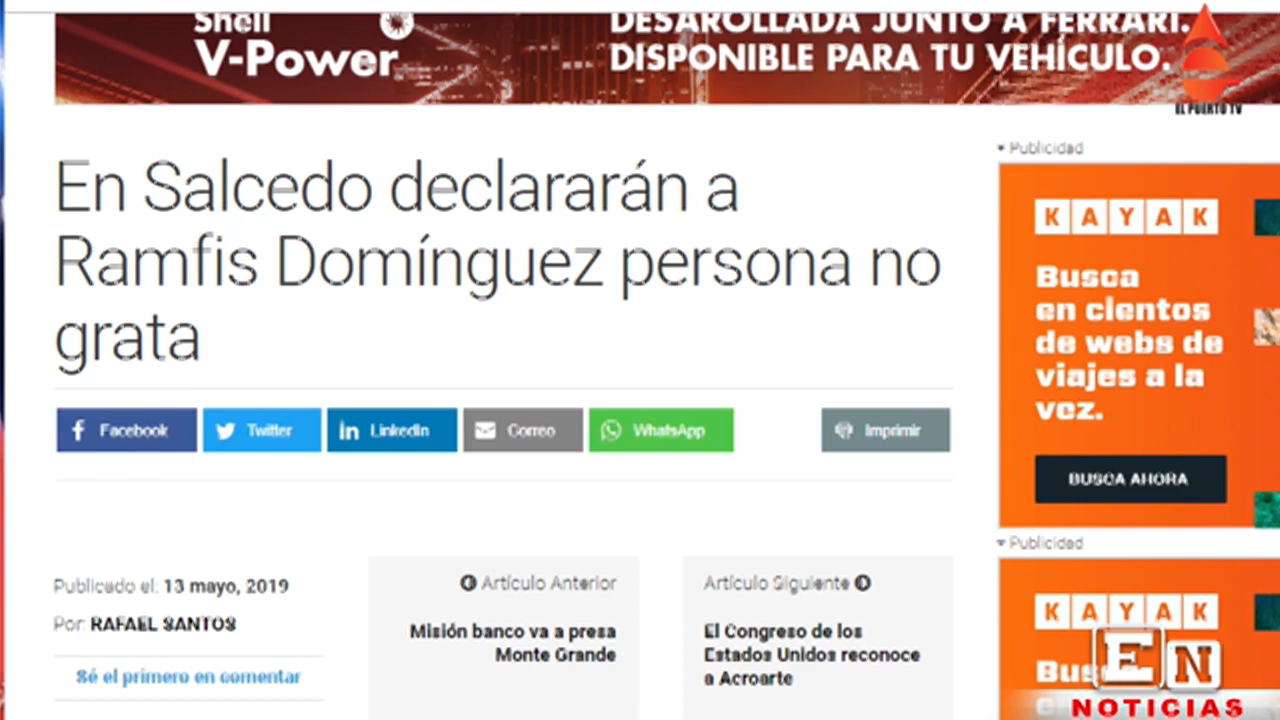 Shell
V-Power
DESAROLLADA JUNTO A FERRARI.
DISPONIBLE PARA TU VEHÍCULO.
EL PUERTO TV
En Salcedo declararán a
Ramfis Domínguez persona no
grata
Facebook
Twitter
LinkedIn
Correo
WhatsApp
Imprimir
Publicado el: 13 mayo, 2019
Por: RAFAEL SANTOS
Sé el primero en comentar
Artículo Anterior
Misión banco va a presa
Monte Grande
Artículo Siguiente
El Congreso de los
Estados Unidos reconoce
a Acroarte
Publicidad
KAYAK
Busca
en cientos
de webs de
viajes a la
vez.
BUSCA AHORA
Publicidad
KAYAK
EN
NOTICIAS